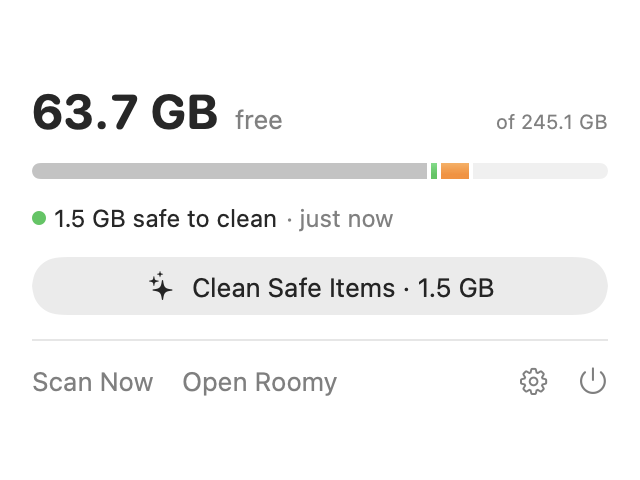 63.7 GB free of 245.1 GB
1.5 GB safe to clean · just now
Clean Safe Items · 1.5 GB
Scan Now Open Roomy